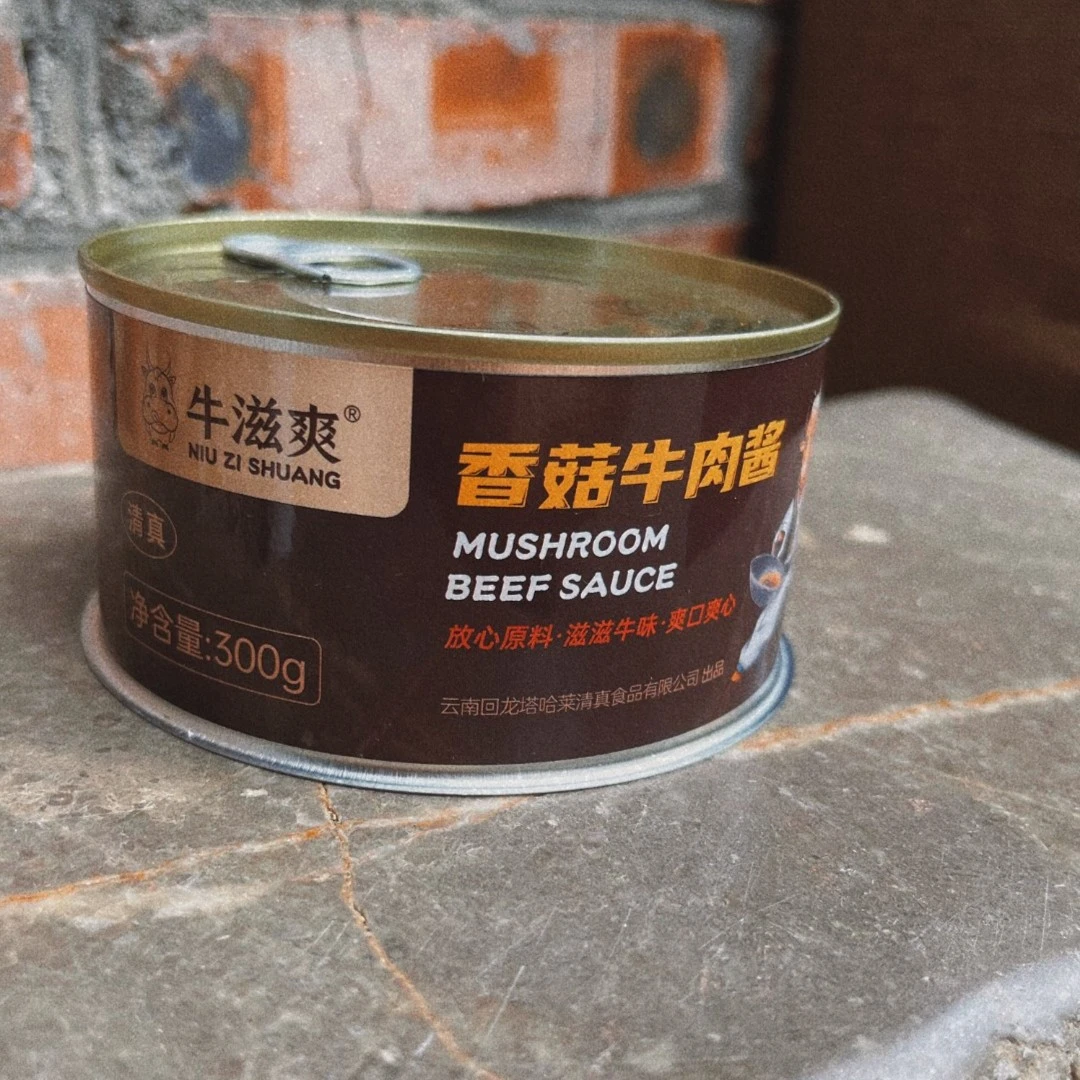 牛滋爽®
NIU ZI SHUANG
清真
净含量:300g
香菇牛肉酱
MUSHROOM
BEEF SAUCE
放心原料·滋滋牛味·爽口爽心
云南回龙塔哈莱清真食品有限公司 出品